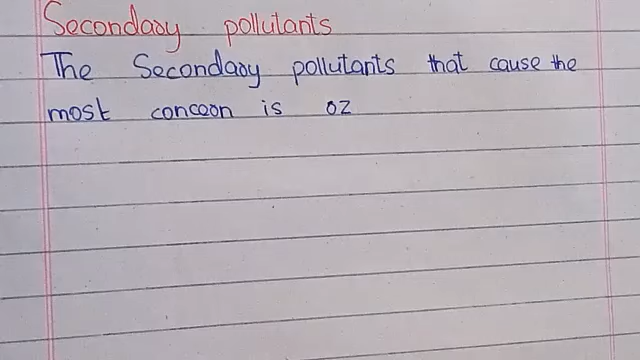 Secondary pollutants
The Secondary pollutants that cause the
most concern is oz